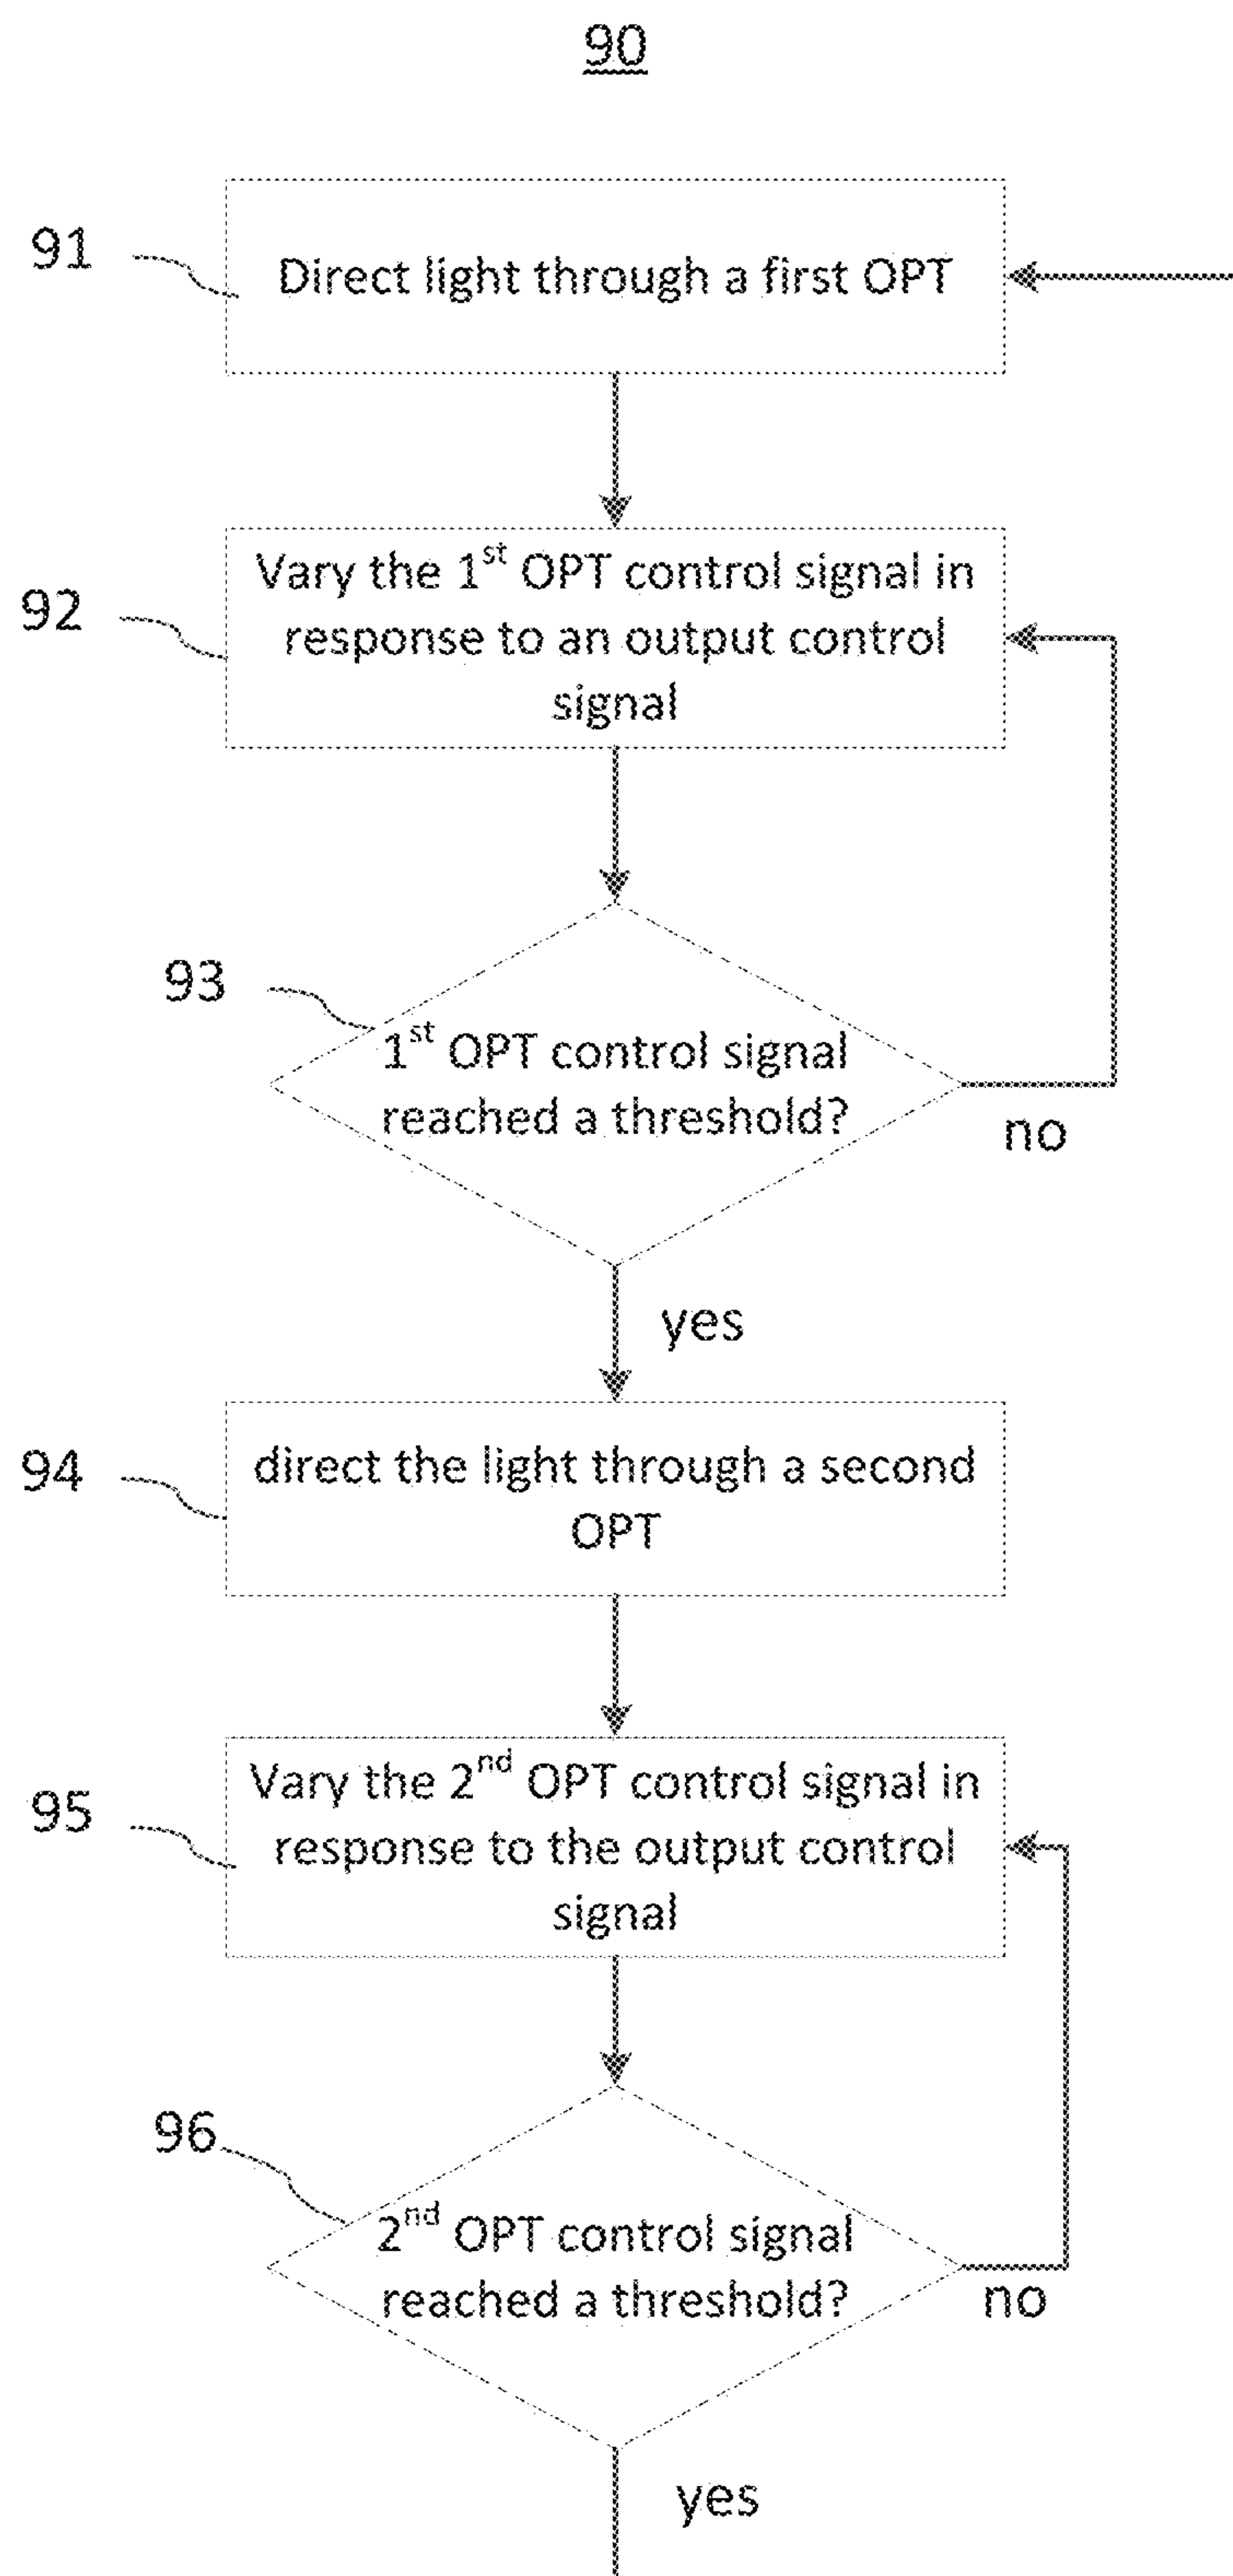 90
91
Direct light through a first OPT
92
Vary the 1st OPT control signal in
response to an output control
signal
93
1st OPT control signal
reached a threshold?
no
yes
94
direct the light through a second
OPT
95
Vary the 2nd OPT control signal in
response to the output control
signal
96
2nd OPT control signal
reached a threshold?
no
yes